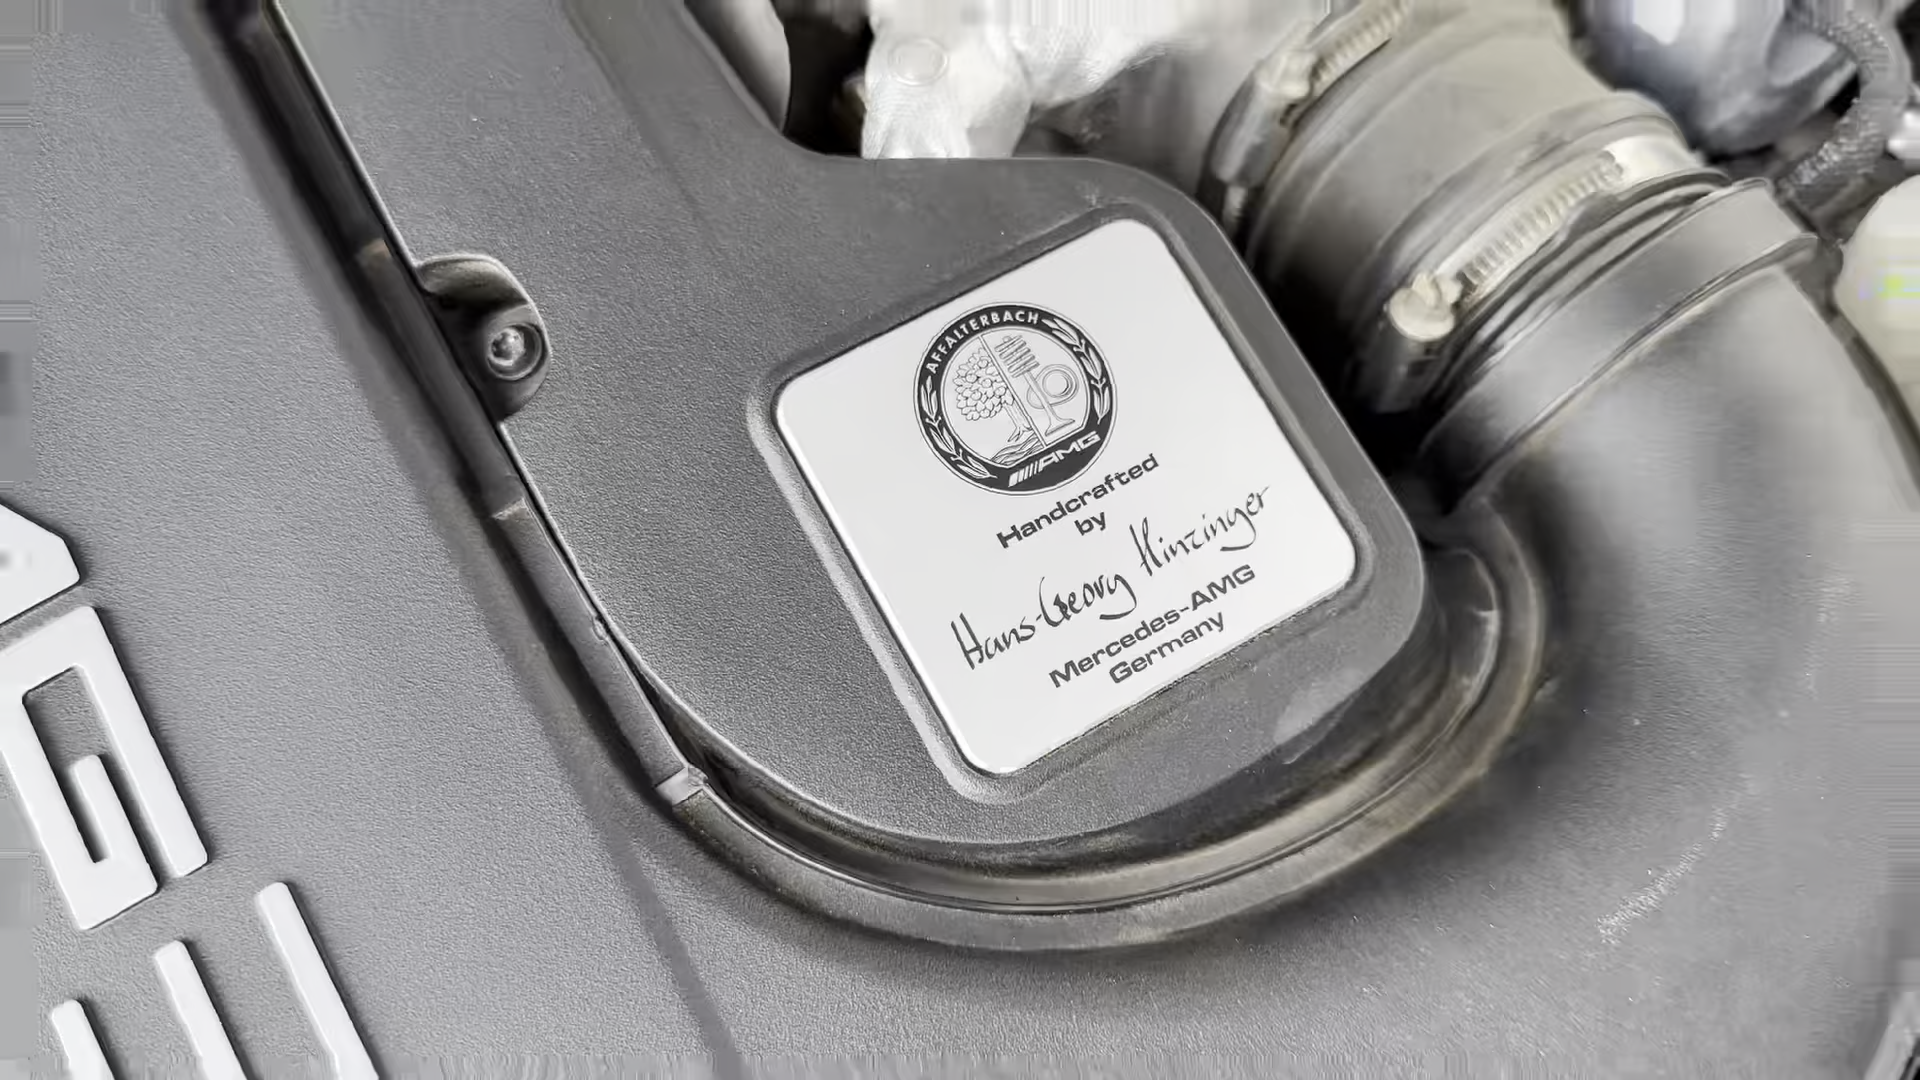 AFFALTERBACH
AMG
Handcrafted
by
Hans-Georg Hinzinger
Mercedes-AMG
Germany